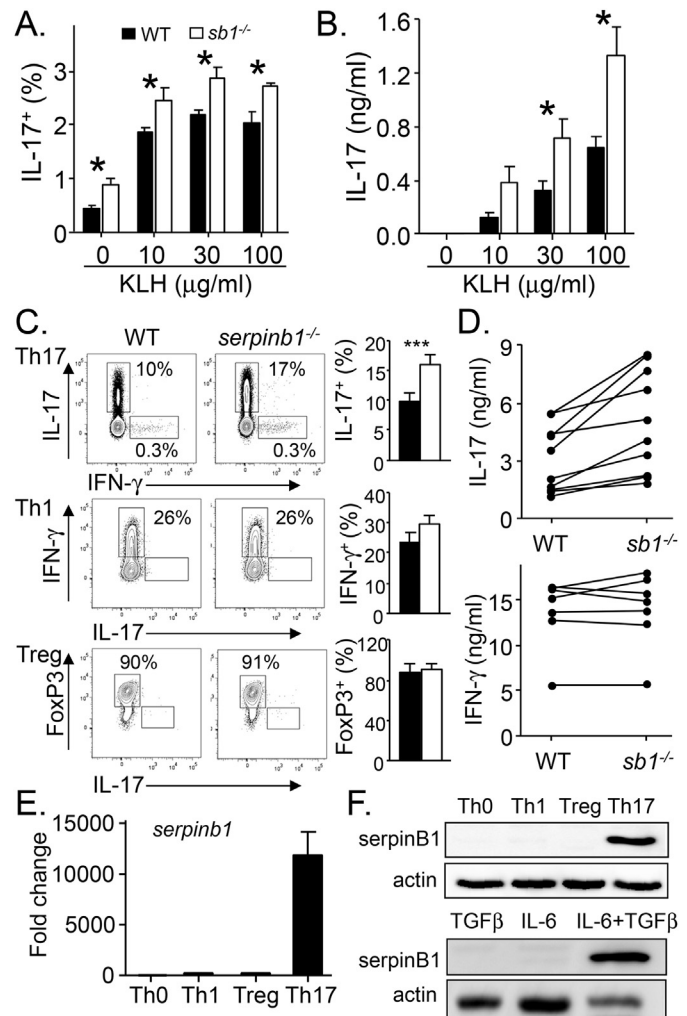 A.
WT sb1-/-
IL-17+ (%)
3
2
1
0
* * * *
0 10 30 100
KLH (μg/ml)
B.
IL-17 (ng/ml)
1.6
1.2
0.8
0.4
0.0
* *
0 10 30 100
KLH (μg/ml)
C.
WT serpinb1-/-
Th17
IL-17
10% 17%
0.3% 0.3%
IFN-γ
IL-17+ (%)
20
15
10
5
0
***
Th1
IFN-γ
26% 26%
IL-17
IFN-γ+ (%)
40
30
20
10
0
Treg
FoxP3
90% 91%
IL-17
FoxP3+ (%)
120
80
40
0
D.
IL-17 (ng/ml)
9
6
3
0
WT sb1-/-
IFN-γ (ng/ml)
15
10
5
0
WT sb1-/-
E.
serpinb1
Fold change
15000
10000
5000
0
Th0 Th1 Treg Th17
F.
Th0 Th1 Treg Th17
serpinB1
actin
TGFβ IL-6 IL-6+TGFβ
serpinB1
actin